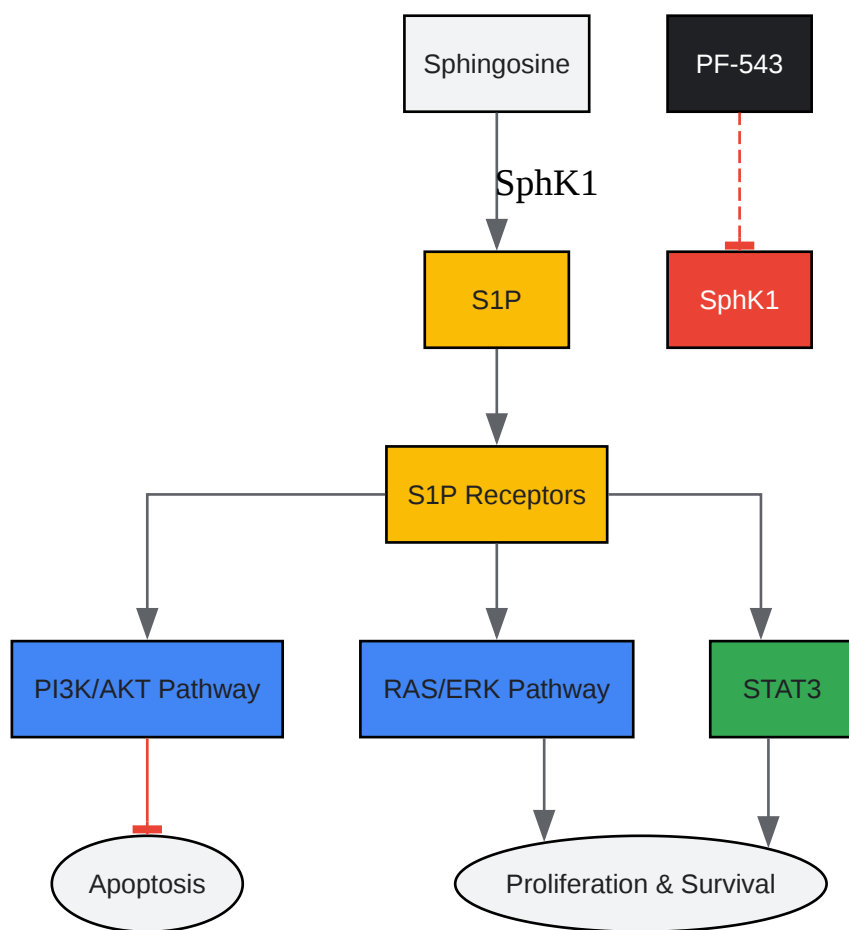 Sphingosine
PF-543
SphK1
S1P
SphK1
S1P Receptors
PI3K/AKT Pathway
RAS/ERK Pathway
STAT3
Apoptosis
Proliferation & Survival